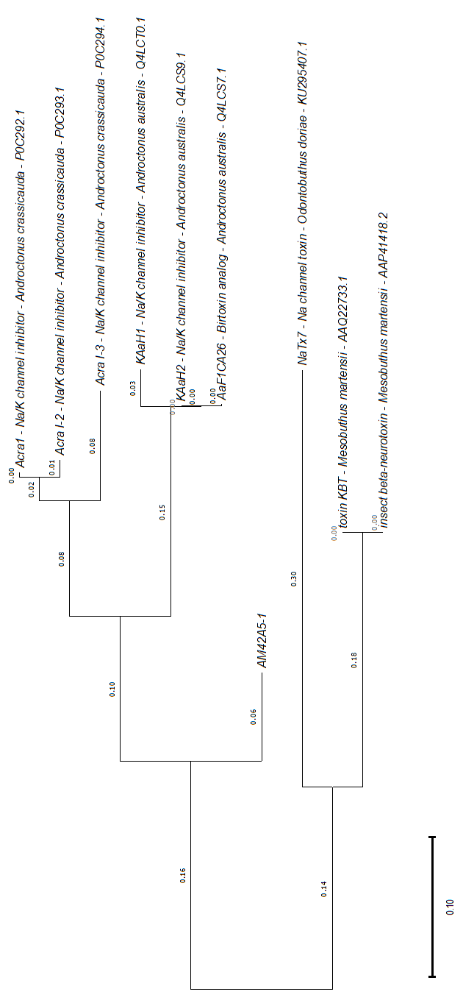 Acra1 - Na/K channel inhibitor - Androctonus crassicauda - P0C292.1
0.00
Acra I-2 - Na/K channel inhibitor - Androctonus crassicauda - P0C293.1
0.01
0.02
Acra I-3 - Na/K channel inhibitor - Androctonus crassicauda - P0C294.1
0.08
0.08
KAaH1 - Na/K channel inhibitor - Androctonus australis - Q4LCT0.1
0.03
KAaH2 - Na/K channel inhibitor - Androctonus australis - Q4LCS9.1
0.00
0.00
AaF1CA26 - Birtoxin analog - Androctonus australis - Q4LCS7.1
0.00
0.15
0.10
AM42A5-1
0.06
0.16
NaTx7 - Na channel toxin - Odontobuthus doriae - KU295407.1
0.30
toxin KBT - Mesobuthus martensii - AAQ22733.1
0.00
insect beta-neurotoxin - Mesobuthus martensii - AAP41418.2
0.00
0.18
0.14
0.10